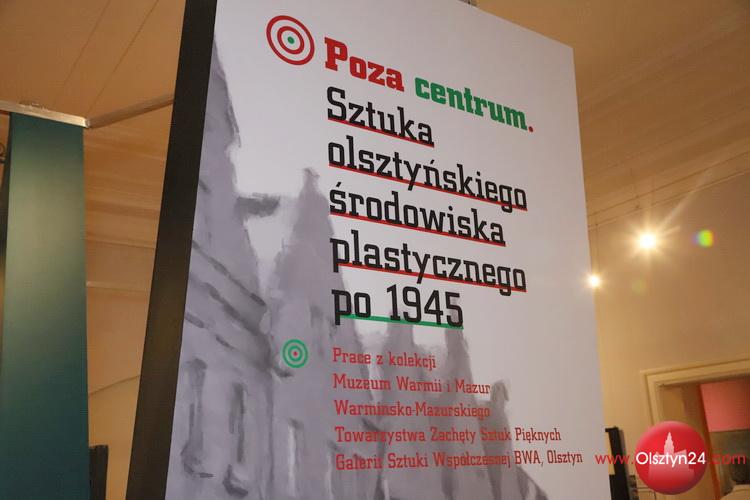 Poza centrum.
Sztuka
olsztyńskiego
środowiska
plastycznego
po 1945
Prace z kolekcji
Muzeum Warmii i Mazur
Warmińsko-Mazurskiego
Towarzystwa Zachęty Sztuk Pięknych
Galerii Sztuki Współczesnej BWA, Olsztyn
www.Olsztyn24.com